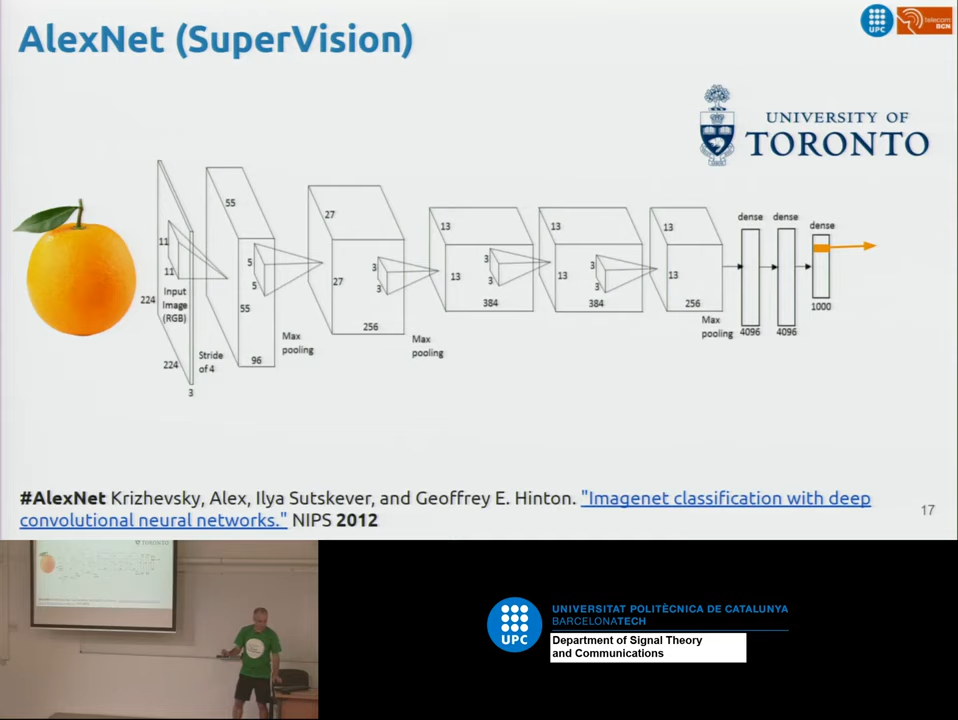 AlexNet (SuperVision)
UPC
telecom
BCN
UNIVERSITY OF
TORONTO
11
11
Input
Image
(RGB)
224
224
3
Stride
of 4
55
55
5
5
96
Max
pooling
27
27
3
3
256
Max
pooling
13
13
3
3
384
13
13
3
3
384
13
13
256
Max
pooling
dense
4096
dense
4096
dense
1000
#AlexNet Krizhevsky, Alex, Ilya Sutskever, and Geoffrey E. Hinton. "Imagenet classification with deep
convolutional neural networks." NIPS 2012
17
TORONTO
UPC
UNIVERSITAT POLITÈCNICA DE CATALUNYA
BARCELONATECH
Department of Signal Theory
and Communications